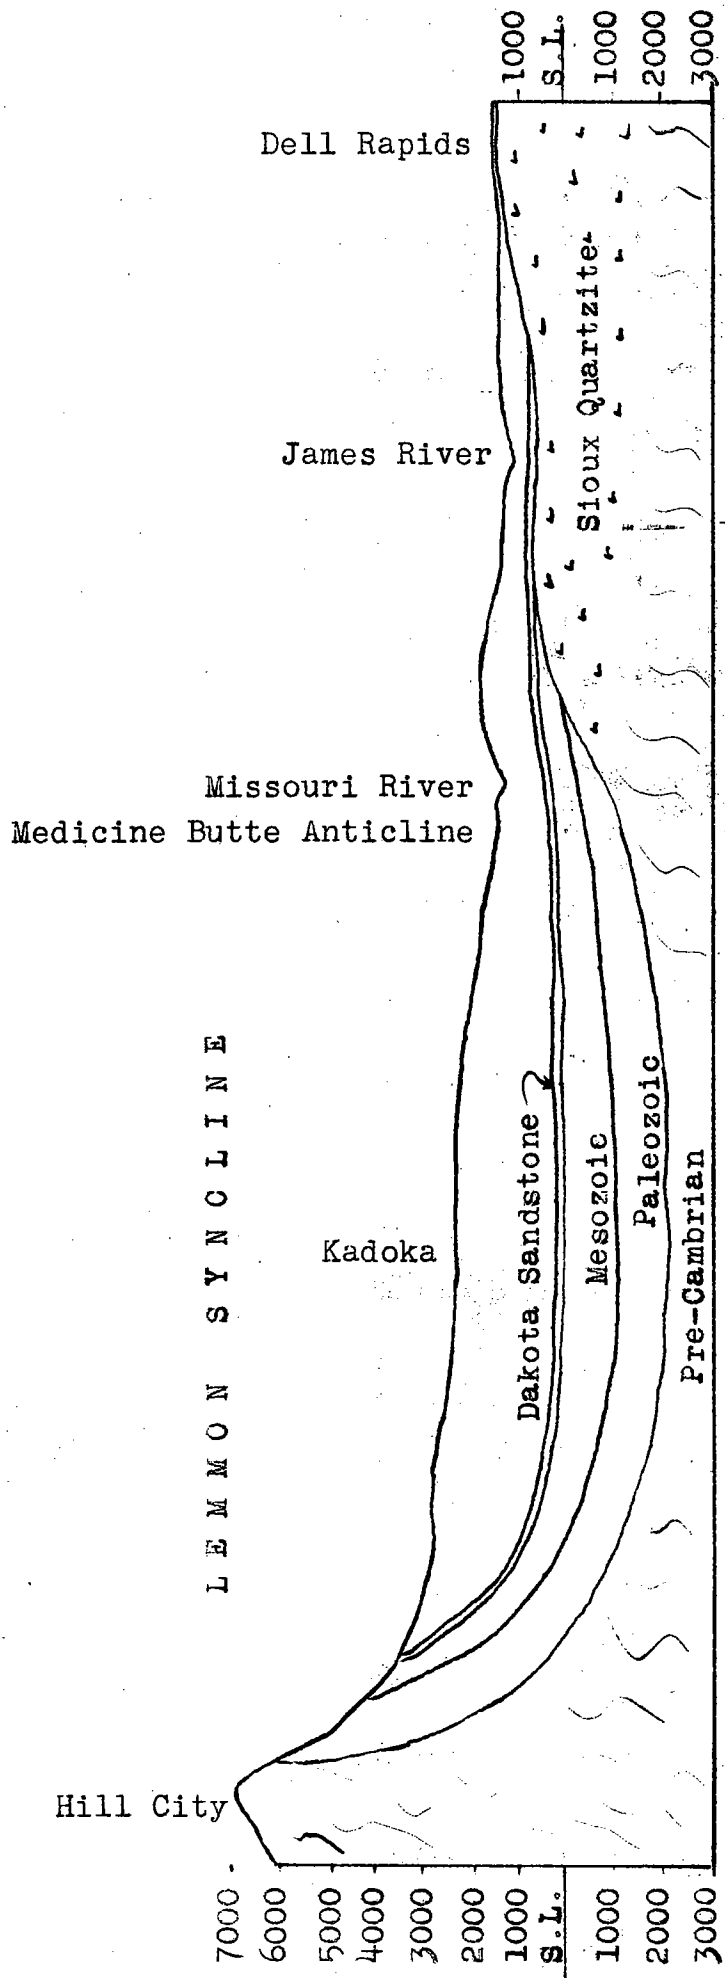 1000
S.L.
1000
2000
3000
Dell Rapids
Sioux Quartzite
James River
Missouri River
Medicine Butte Anticline
LEMMON SYNCLINE
Kadoka
Dakota Sandstone
Mesozoic
Paleozoic
Pre-Cambrian
Hill City
7000
6000
5000
4000
3000
2000
1000
S.L.
1000
2000
3000